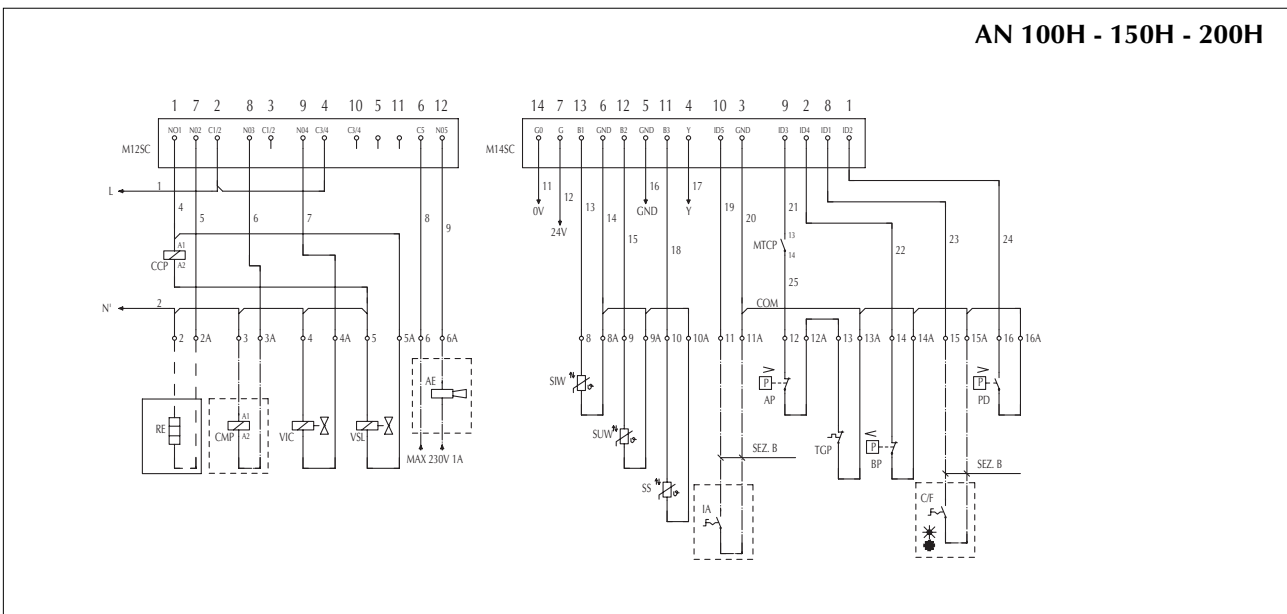 AN 100H - 150H - 200H
1 7 2 8 3 9 4 10 5 11 6 12
NO1 N02 C1/2 N03 C1/2 N04 C3/4 C3/4 C5 N05
M12SC
14 7 13 6 12 5 11 4 10 3 9 2 8 1
G0 G B1 GND B2 GND B3 Y ID5 GND ID3 ID4 ID1 ID2
M14SC
L 1
4 5 6 7 8 9
11 12 13 14 15 16 17 18 19 20 21 22 23 24
0V 24V GND Y
CCP A1 A2
MTCP 13 14
25
N' 2
COM
2 2A 3 3A 4 4A 5 5A 6 6A
8 8A 9 9A 10 10A 11 11A 12 12A 13 13A 14 14A 15 15A 16 16A
AE
SIW
P AP
P PD
RE
CMP A1 A2
VIC
VSL
SUW
TGP
P BP
MAX 230V 1A
SEZ. B
SEZ. B
SS
IA
C/F